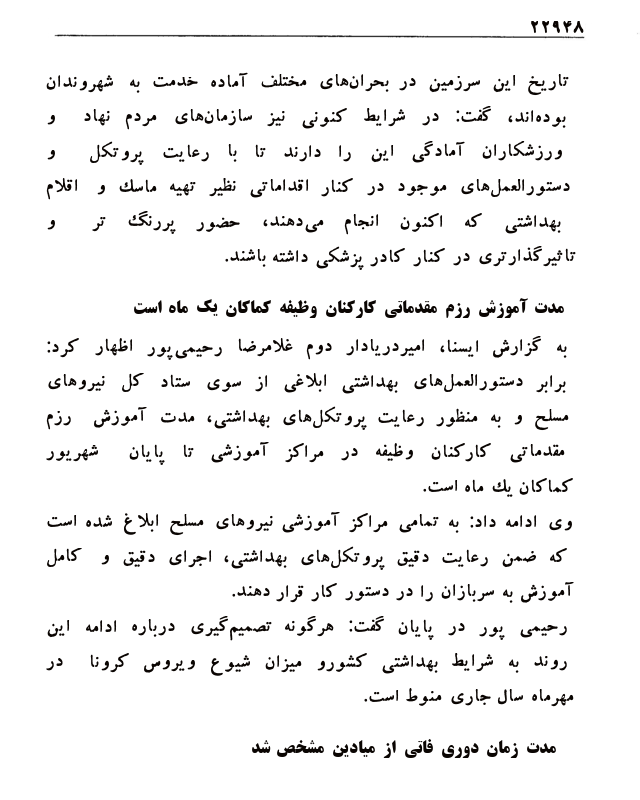 ۲۲۹۴۸
تاریخ این سرزمین در بحران‌های مختلف آماده خدمت به شهروندان
بوده‌اند، گفت: در شرایط کنونی نیز سازمان‌های مردم نهاد و
ورزشکاران آمادگی این را دارند تا با رعایت پروتکل و
دستورالعمل‌های موجود در کنار اقداماتی نظیر تهیه ماسک و اقلام
بهداشتی که اکنون انجام می‌دهند، حضور پررنگ تر و
تاثیرگذارتری در کنار کادر پزشکی داشته باشند.
مدت آموزش رزم مقدماتی کارکنان وظیفه کماکان یک ماه است
به گزارش ایسنا، امیردریادار دوم غلامرضا رحیمی‌پور اظهار کرد:
برابر دستورالعمل‌های بهداشتی ابلاغی از سوی ستاد کل نیروهای
مسلح و به منظور رعایت پروتکل‌های بهداشتی، مدت آموزش رزم
مقدماتی کارکنان وظیفه در مراکز آموزشی تا پایان شهریور
کماکان یك ماه است.
وی ادامه داد: به تمامی مراکز آموزشی نیروهای مسلح ابلاغ شده است
که ضمن رعایت دقیق پروتکل‌های بهداشتی، اجرای دقیق و کامل
آموزش به سربازان را در دستور کار قرار دهند.
رحیمی پور در پایان گفت: هرگونه تصمیم‌گیری درباره ادامه این
روند به شرایط بهداشتی کشورو میزان شیوع ویروس کرونا در
مهرماه سال جاری منوط است.
مدت زمان دوری فاتی از میادین مشخص شد